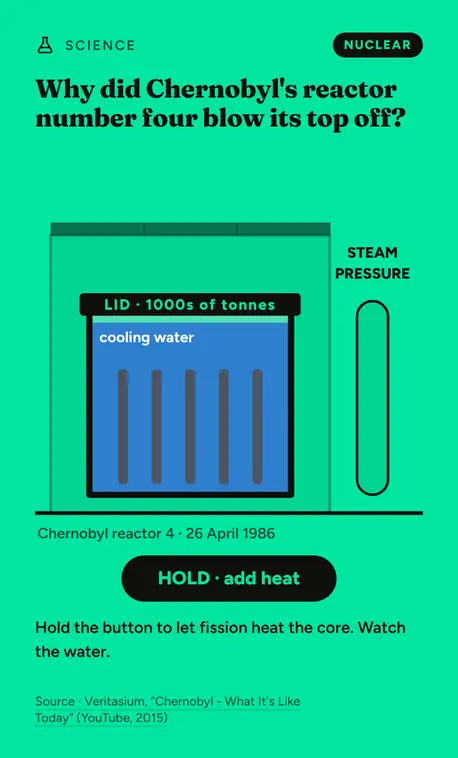 SCIENCE
NUCLEAR
Why did Chernobyl's reactor
number four blow its top off?
STEAM
PRESSURE
LID · 1000s of tonnes
cooling water
Chernobyl reactor 4 · 26 April 1986
HOLD · add heat
Hold the button to let fission heat the core. Watch
the water.
Source · Veritasium, “Chernobyl - What It's Like
Today” (YouTube, 2015)